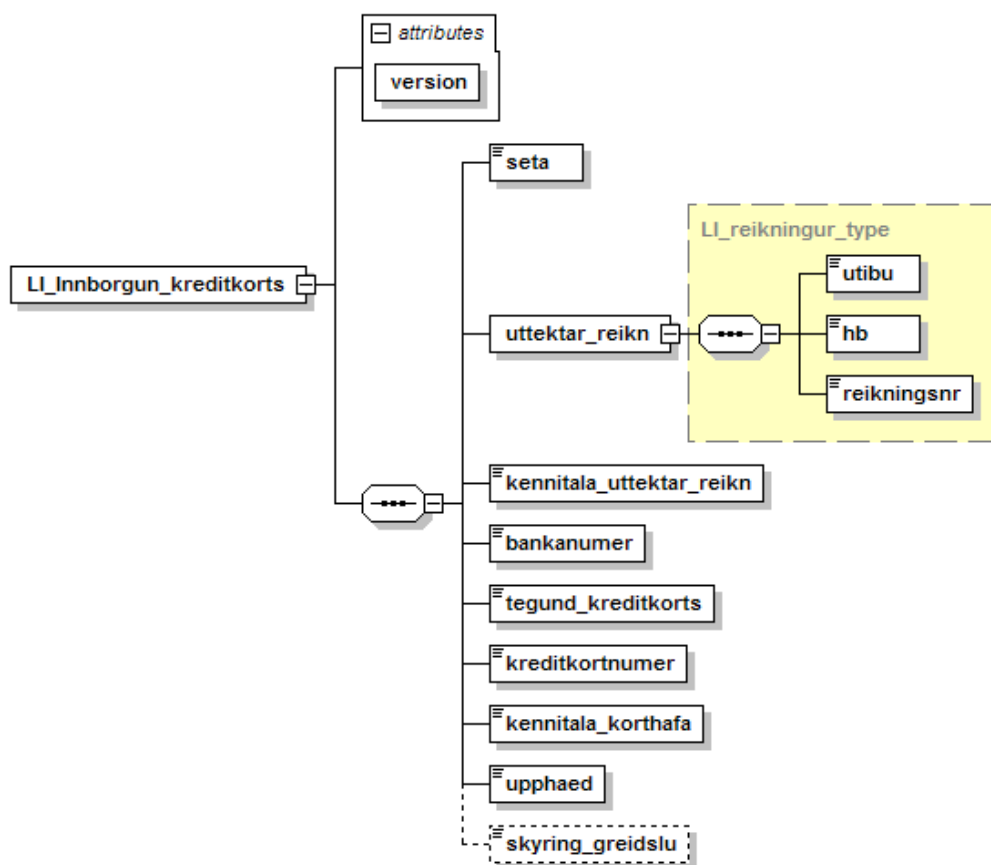 attributes
version
seta
LI_reikningur_type
utibu
LI_Innborgun_kreditkorts
uttektar_reikn
hb
reikningsnr
kennitala_uttektar_reikn
bankanumer
tegund_kreditkorts
kreditkortnumer
kennitala_korthafa
upphaed
skyring_greidslu